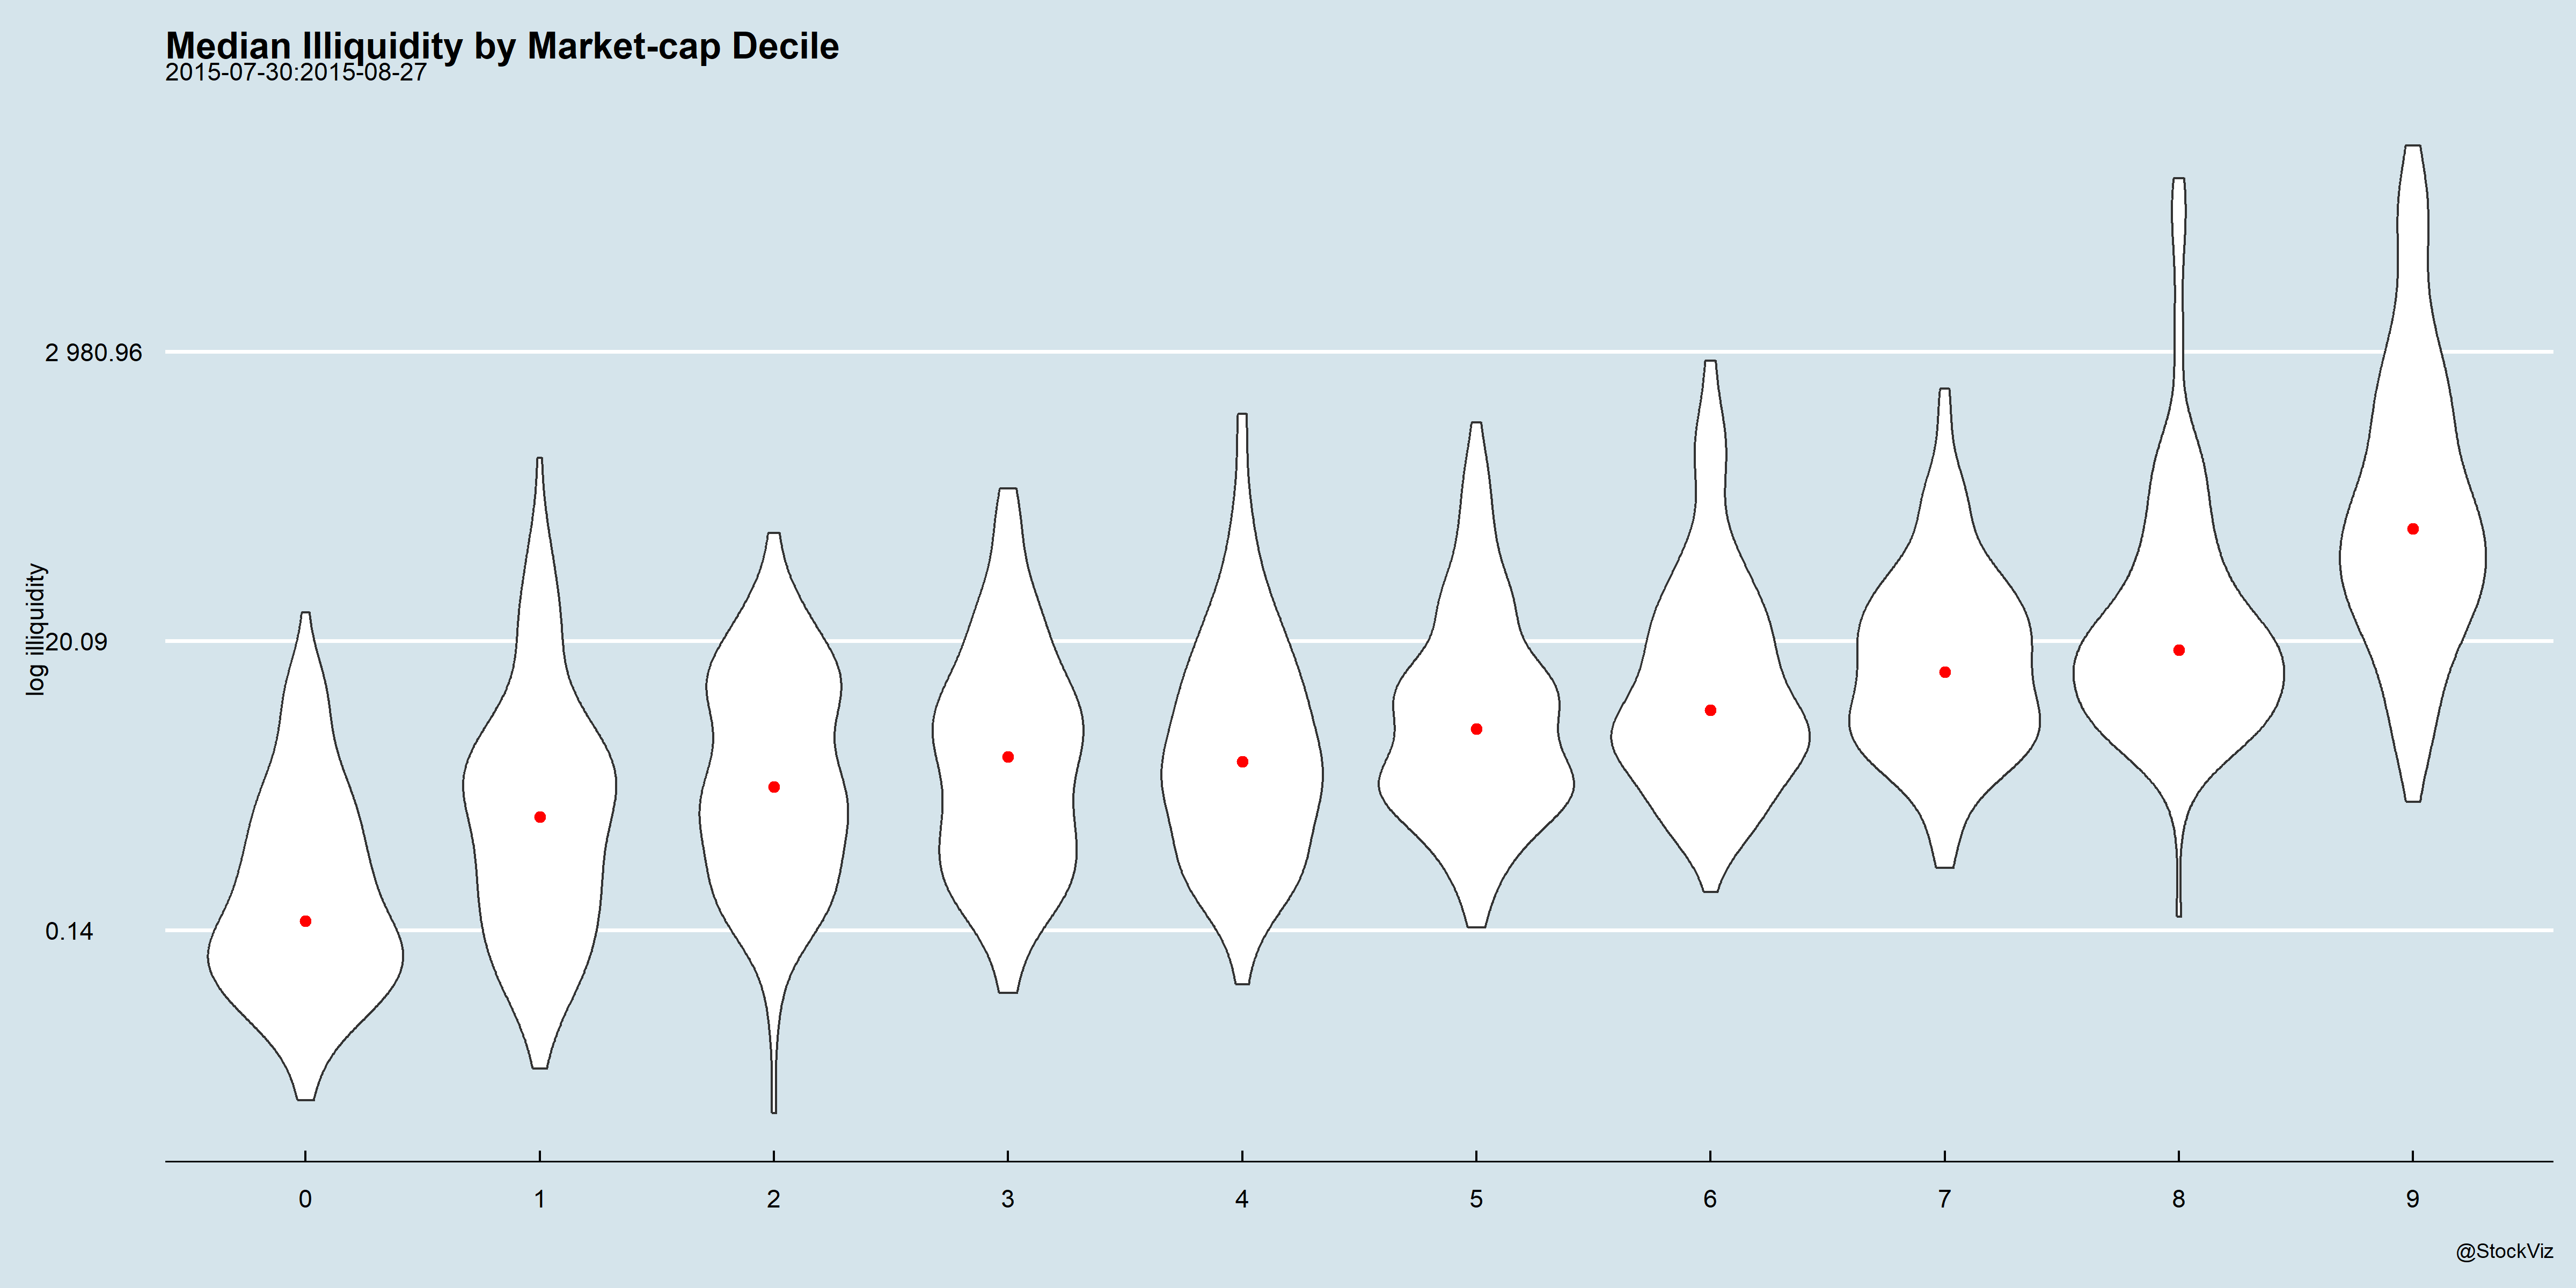 Median Illiquidity by Market-cap Decile
2015-07-30:2015-08-27
log illiquidity
2 980.96
20.09
0.14
0 1 2 3 4 5 6 7 8 9
@StockViz